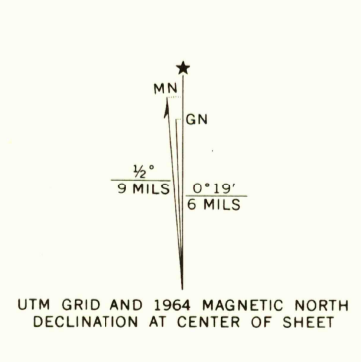 ★
MN
GN
½°
9 MILS
0°19′
6 MILS
UTM GRID AND 1964 MAGNETIC NORTH
DECLINATION AT CENTER OF SHEET